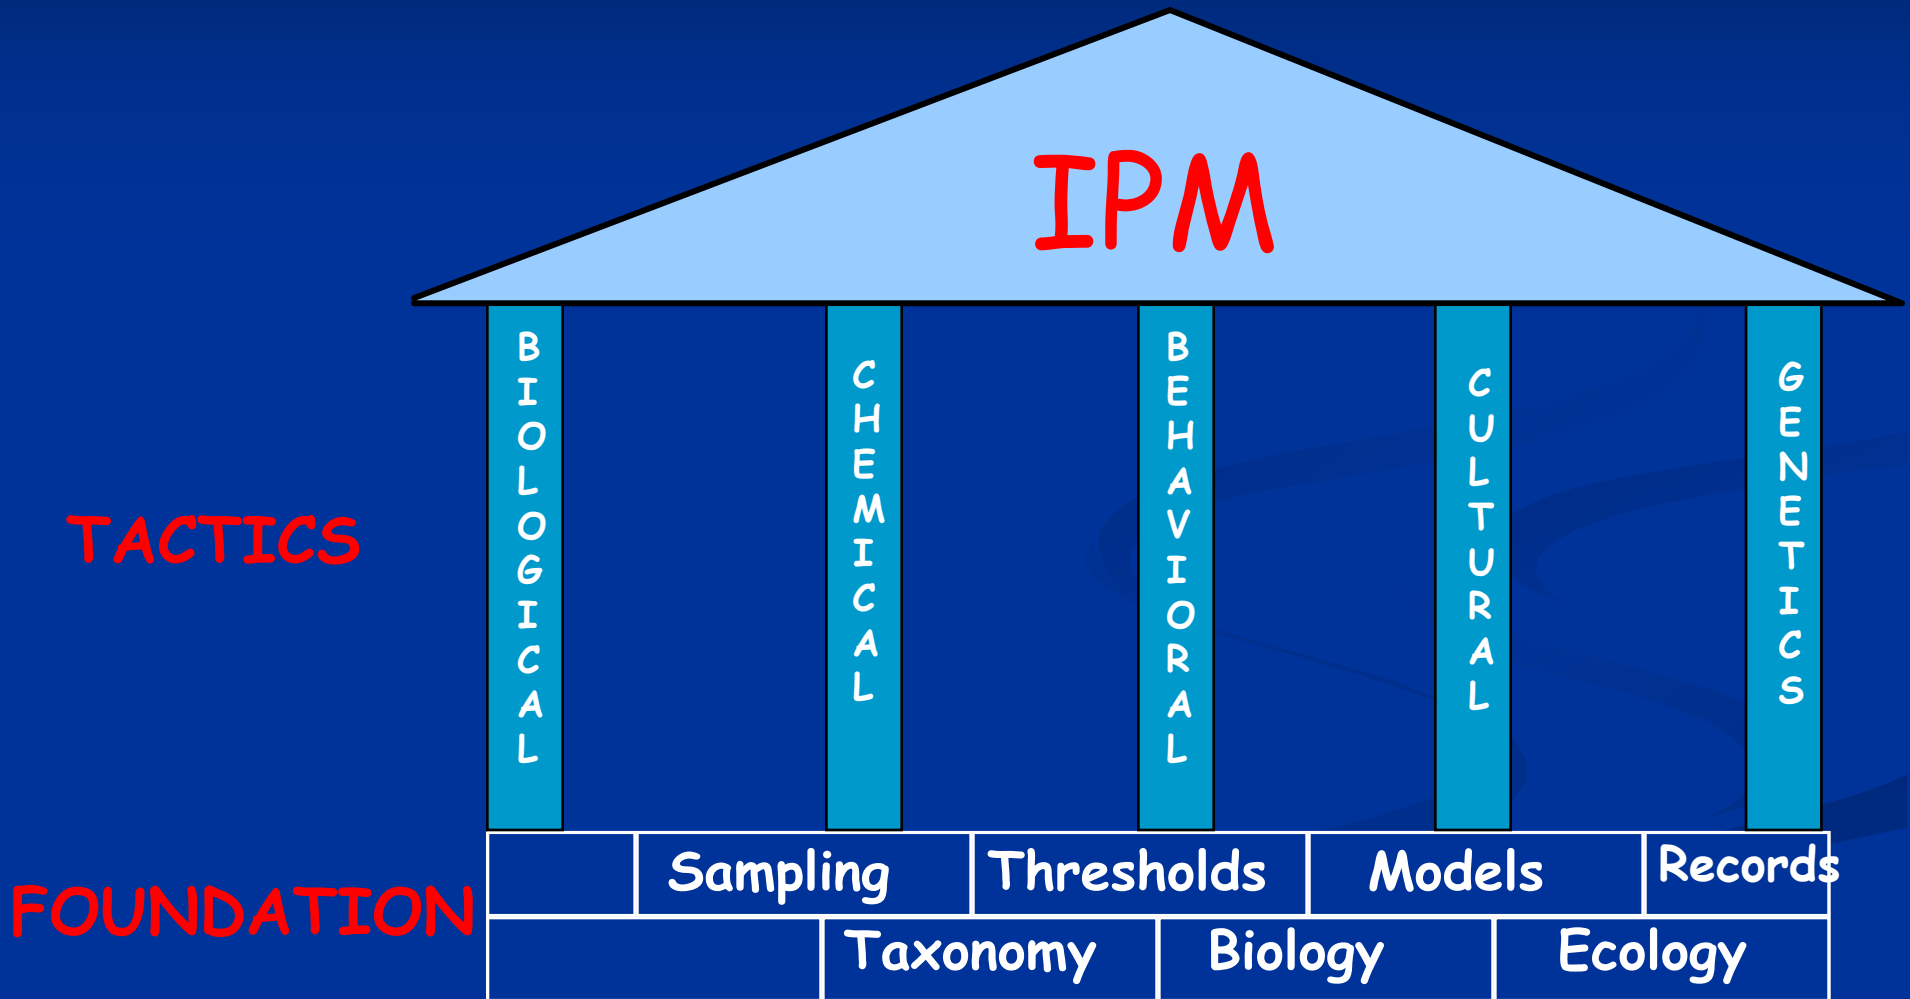 IPM
BIOLOGICAL
CHEMICAL
BEHAVIORAL
CULTURAL
GENETICS
TACTICS
Sampling Thresholds Models Records
FOUNDATION
Taxonomy Biology Ecology